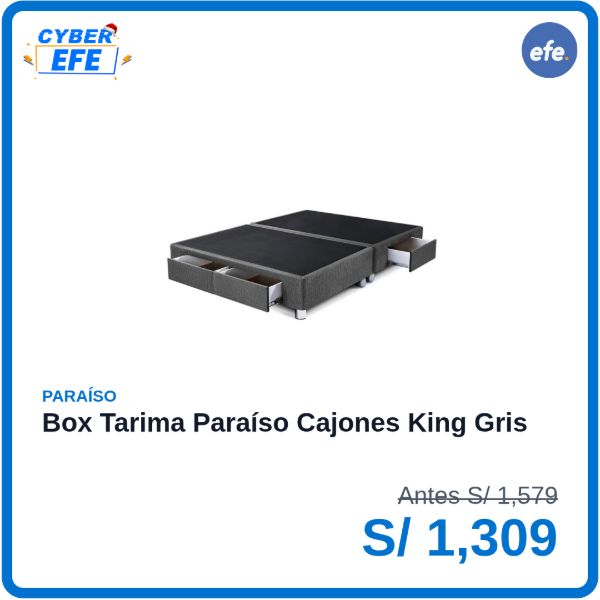 CYBER
EFE
efe.
PARAÍSO
Box Tarima Paraíso Cajones King Gris
Antes S/ 1,579
S/ 1,309